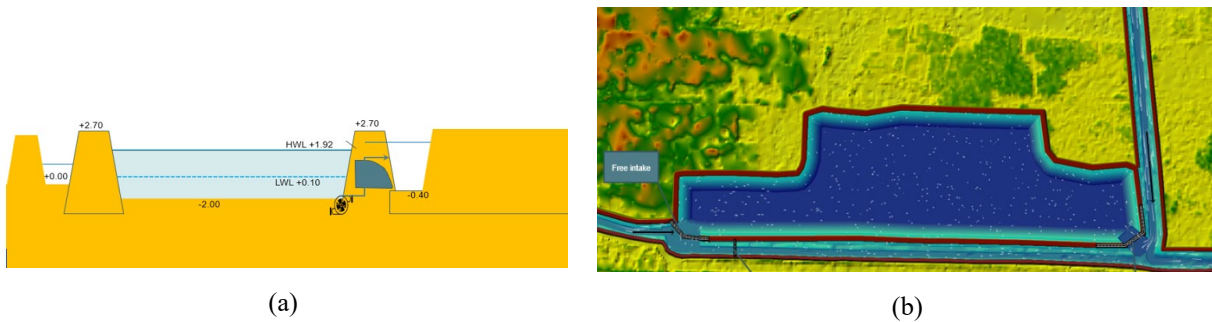 +2.70
+2.70
HWL +1.92
+0.00
LWL +0.10
-0.40
-2.00
Free intake
(a)
(b)